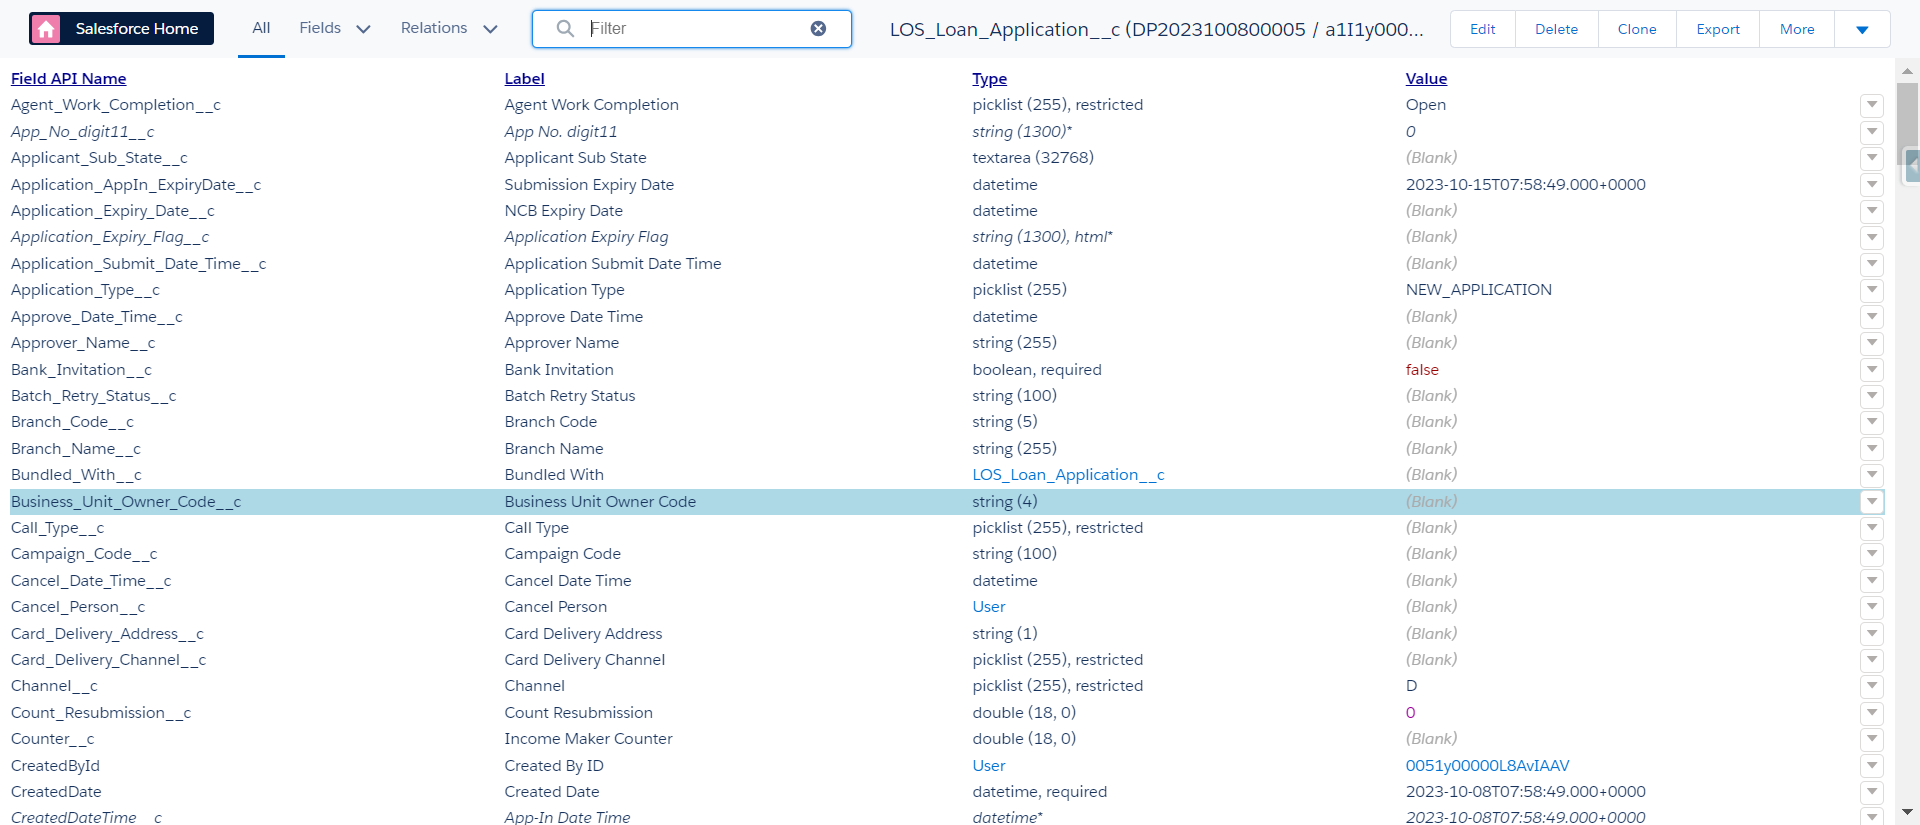 Salesforce Home All Fields Relations Filter LOS_Loan_Application__c (DP2023100800005 / a1I1y000... Edit Delete Clone Export More
Field API Name Label Type Value
Agent_Work_Completion__c Agent Work Completion picklist (255), restricted Open
App_No_digit11__c App No. digit11 string (1300)* 0
Applicant_Sub_State__c Applicant Sub State textarea (32768) (Blank)
Application_AppIn_ExpiryDate__c Submission Expiry Date datetime 2023-10-15T07:58:49.000+0000
Application_Expiry_Date__c NCB Expiry Date datetime (Blank)
Application_Expiry_Flag__c Application Expiry Flag string (1300), html* (Blank)
Application_Submit_Date_Time__c Application Submit Date Time datetime (Blank)
Application_Type__c Application Type picklist (255) NEW_APPLICATION
Approve_Date_Time__c Approve Date Time datetime (Blank)
Approver_Name__c Approver Name string (255) (Blank)
Bank_Invitation__c Bank Invitation boolean, required false
Batch_Retry_Status__c Batch Retry Status string (100) (Blank)
Branch_Code__c Branch Code string (5) (Blank)
Branch_Name__c Branch Name string (255) (Blank)
Bundled_With__c Bundled With LOS_Loan_Application__c (Blank)
Business_Unit_Owner_Code__c Business Unit Owner Code string (4) (Blank)
Call_Type__c Call Type picklist (255), restricted (Blank)
Campaign_Code__c Campaign Code string (100) (Blank)
Cancel_Date_Time__c Cancel Date Time datetime (Blank)
Cancel_Person__c Cancel Person User (Blank)
Card_Delivery_Address__c Card Delivery Address string (1) (Blank)
Card_Delivery_Channel__c Card Delivery Channel picklist (255), restricted (Blank)
Channel__c Channel picklist (255), restricted D
Count_Resubmission__c Count Resubmission double (18, 0) 0
Counter__c Income Maker Counter double (18, 0) (Blank)
CreatedById Created By ID User 0051y00000L8AvIAAV
CreatedDate Created Date datetime, required 2023-10-08T07:58:49.000+0000
CreatedDateTime__c App-In Date Time datetime* 2023-10-08T07:58:49.000+0000